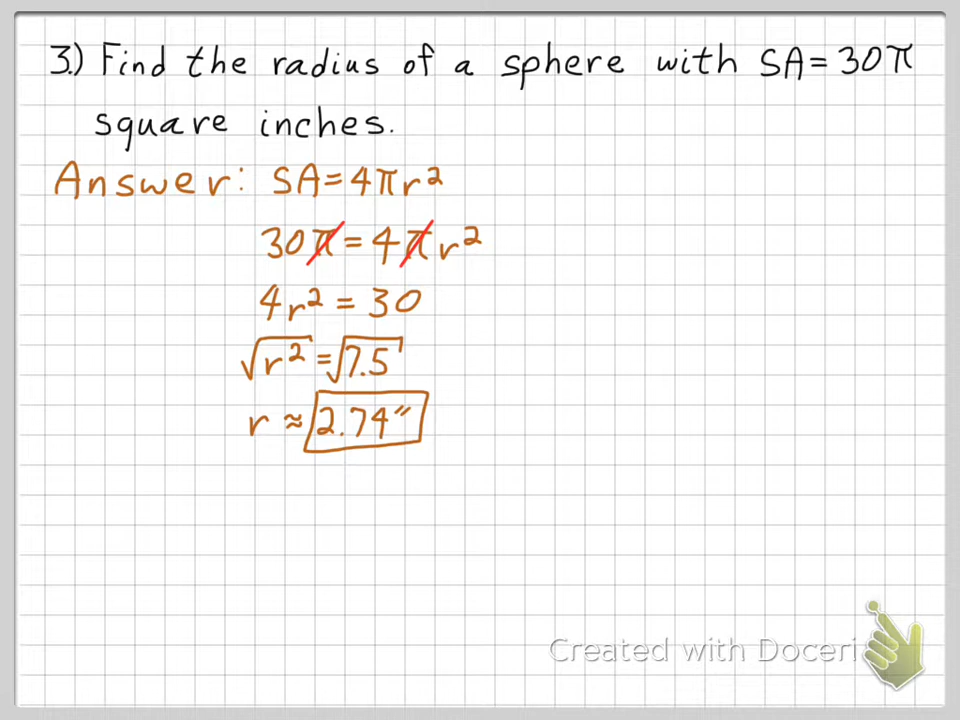 3.) Find the radius of a sphere with SA = 30π
square inches.
Answer: SA = 4πr²
30π = 4πr²
4r² = 30
√r² = √7.5
r ≈ 2.74"
Created with Doceri